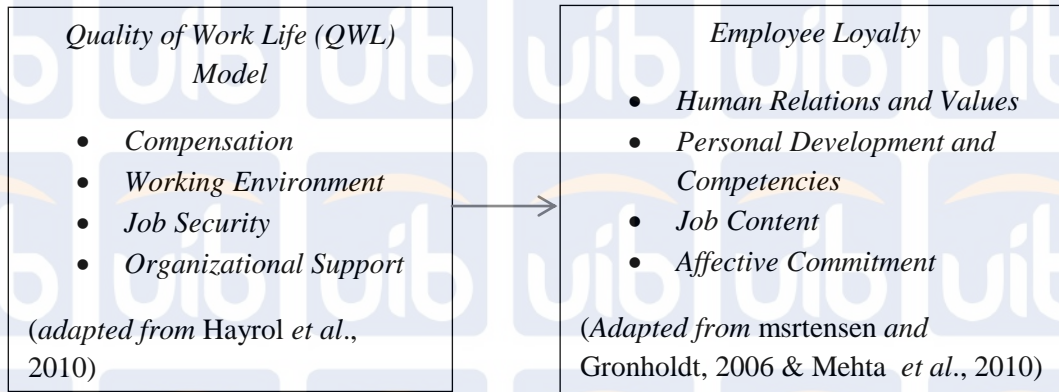 Quality of Work Life (QWL)
Model
• Compensation
• Working Environment
• Job Security
• Organizational Support
(adapted from Hayrol et al.,
2010)
Employee Loyalty
• Human Relations and Values
• Personal Development and
Competencies
• Job Content
• Affective Commitment
(Adapted from msrtensen and
Gronholdt, 2006 & Mehta et al., 2010)
uib